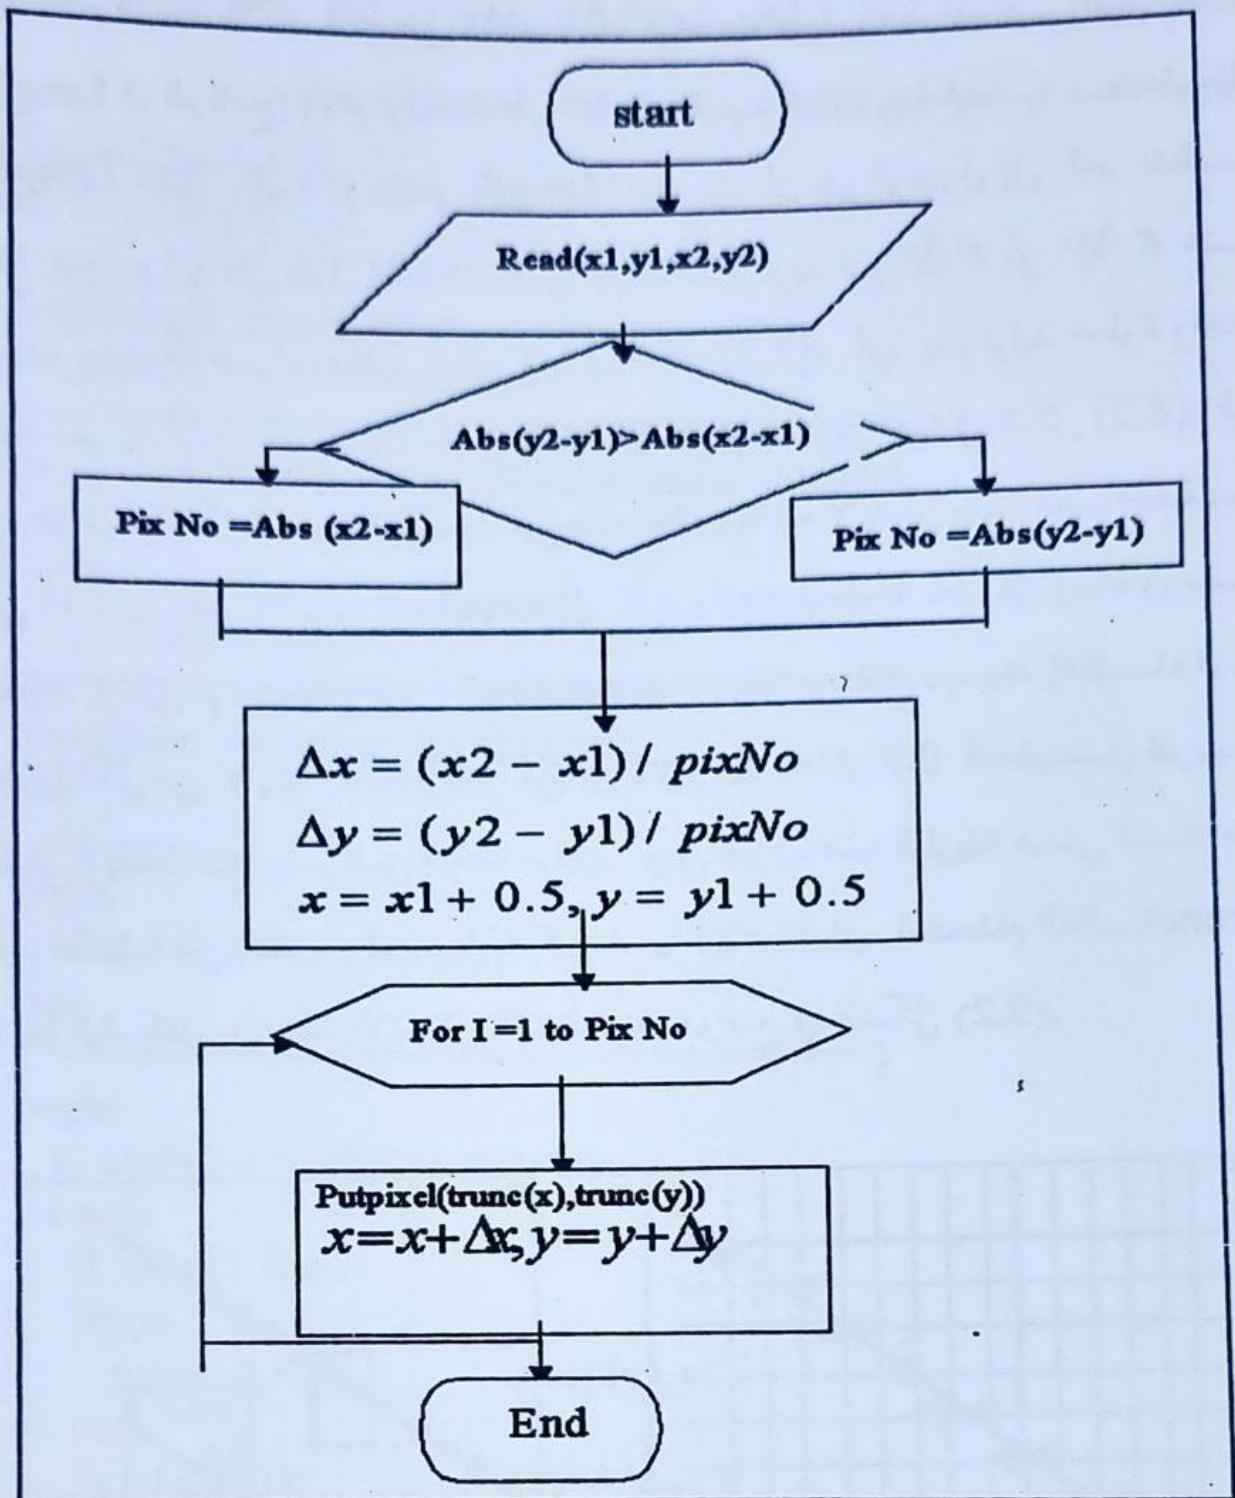 start
Read(x1,y1,x2,y2)
Abs(y2-y1)>Abs(x2-x1)
Pix No =Abs (x2-x1)
Pix No =Abs(y2-y1)
Δx = (x2 − x1) / pixNo
Δy = (y2 − y1) / pixNo
x = x1 + 0.5, y = y1 + 0.5
For I =1 to Pix No
Putpixel(trunc(x),trunc(y))
x=x+Δx, y=y+Δy
End